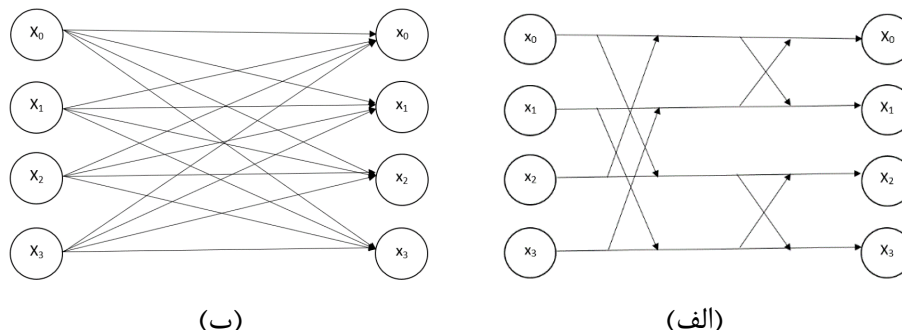 X₀ x₀ x₀ X₀
X₁ x₁ x₁ X₁
X₂ x₂ x₂ X₂
X₃ x₃ x₃ X₃
(ب) (الف)